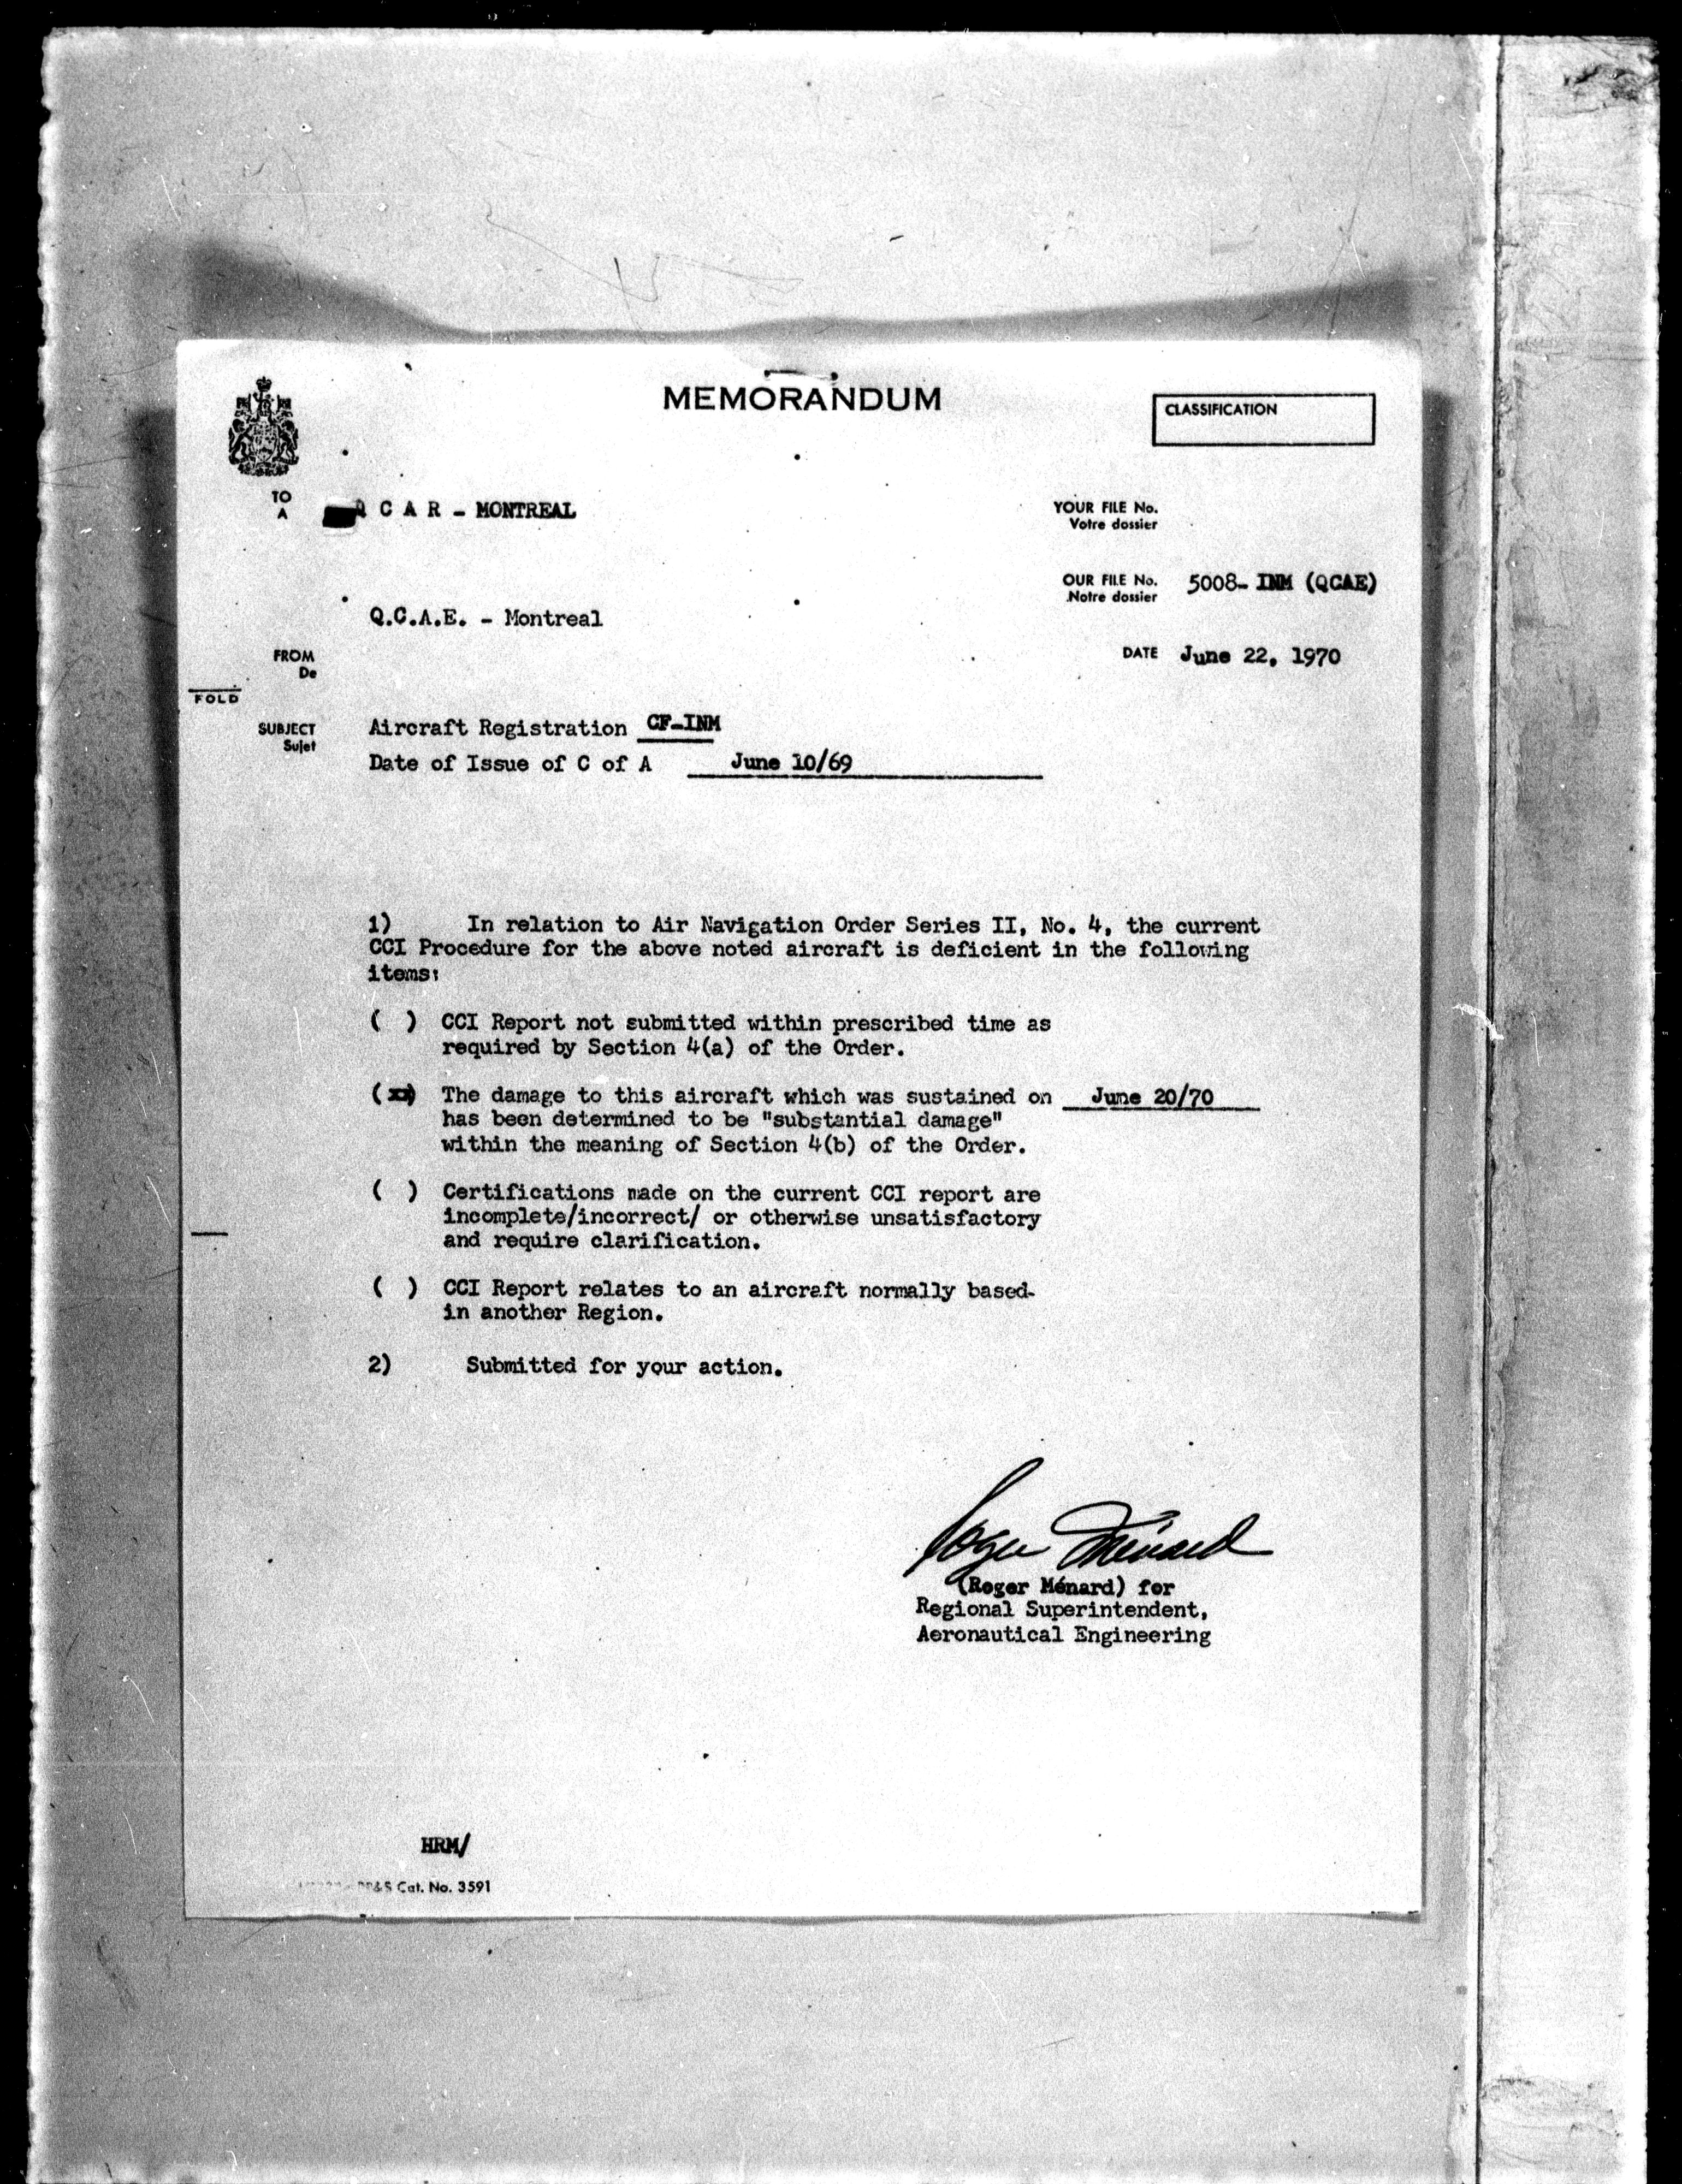 MEMORANDUM
CLASSIFICATION
TO
A
Q C A R - MONTREAL
YOUR FILE No.
Votre dossier
OUR FILE No.
Notre dossier
5008- INM (QCAE)
Q.C.A.E. - Montreal
FROM
De
DATE June 22, 1970
FOLD
SUBJECT
Sujet
Aircraft Registration CF-INM
Date of Issue of C of A June 10/69
1) In relation to Air Navigation Order Series II, No. 4, the current
CCI Procedure for the above noted aircraft is deficient in the following
items:
( ) CCI Report not submitted within prescribed time as
required by Section 4(a) of the Order.
(xx) The damage to this aircraft which was sustained on June 20/70
has been determined to be "substantial damage"
within the meaning of Section 4(b) of the Order.
( ) Certifications made on the current CCI report are
incomplete/incorrect/ or otherwise unsatisfactory
and require clarification.
( ) CCI Report relates to an aircraft normally based
in another Region.
2) Submitted for your action.
Roger Ménard
(Roger Ménard) for
Regional Superintendent,
Aeronautical Engineering
HRM/
Cat. No. 3591